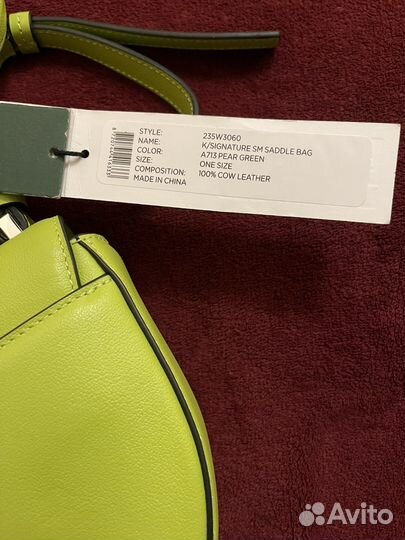 STYLE: 235W3060
NAME: K/SIGNATURE SM SADDLE BAG
COLOR: A713 PEAR GREEN
SIZE: ONE SIZE
COMPOSITION: 100% COW LEATHER
MADE IN CHINA
Avito